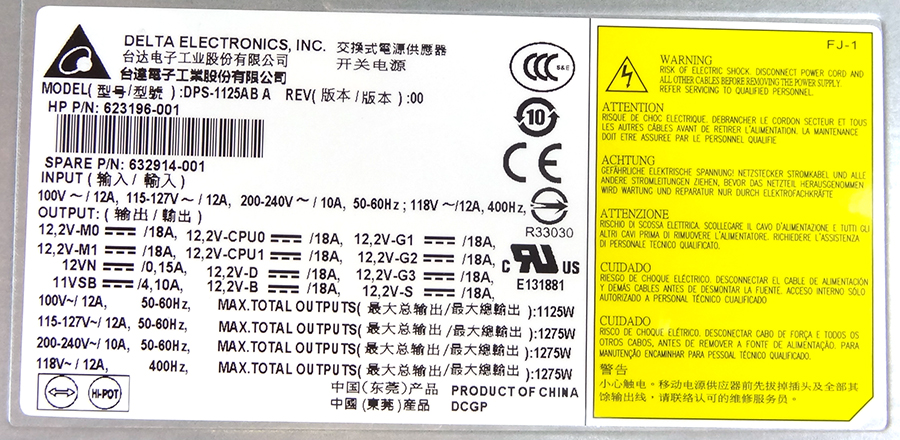 DELTA ELECTRONICS, INC. 交換式電源供應器
台达电子工业股份有限公司 开关电源
台達電子工業股份有限公司
MODEL(型号/型號):DPS-1125AB A REV(版本/版本):00
HP P/N: 623196-001
SPARE P/N: 632914-001
INPUT (输入/輸入)
100V~/12A, 115-127V~/12A, 200-240V~/10A, 50-60Hz; 118V~/12A, 400Hz,
OUTPUT: (输出/輸出)
12,2V-M0 /18A, 12,2V-CPU0 /18A, 12,2V-G1 /18A,
12,2V-M1 /18A, 12,2V-CPU1 /18A, 12,2V-G2 /18A,
12VN /0,15A, 12,2V-D /18A, 12,2V-G3 /18A,
11VSB /4,10A, 12,2V-B /18A, 12,2V-S /18A,
100V~/12A, 50-60Hz, MAX.TOTAL OUTPUTS(最大总输出/最大總輸出):1125W
115-127V~/12A, 50-60Hz, MAX.TOTAL OUTPUTS(最大总输出/最大總輸出):1275W
200-240V~/10A, 50-60Hz, MAX.TOTAL OUTPUTS(最大总输出/最大總輸出):1275W
118V~/12A, 400Hz, MAX.TOTAL OUTPUTS(最大总输出/最大總輸出):1275W
HI-POT
中国(东莞)产品 PRODUCT OF CHINA
中國(東莞)產品 DCGP
CCC S&E
10
CE
R33030
c RU US
E131881
FJ-1
WARNING
RISK OF ELECTRIC SHOCK. DISCONNECT POWER CORD AND
ALL OTHER CABLES BEFORE REMOVING THE POWER SUPPLY.
REFER SERVICING TO QUALIFIED PERSONNEL.
ATTENTION
RISQUE DE CHOC ELECTRIQUE. DEBRANCHER LE CORDON SECTEUR ET TOUS
LES AUTRES CÂBLES AVANT DE RETIRER L'ALIMENTATION. LA MAINTENANCE
DOIT ETRE ASSURER PAR LE PERSONNEL QUALIFIE
ACHTUNG
GEFÄHRLICHE ELEKTRISCHE SPANNUNG! NETZSTECKER STROMKABEL UND ALLE
ANDERE STROMLEITUNGEN ZIEHEN, BEVOR DAS NETZTEIL HERAUSGENOMMEN
WIRD WARTUNG UND REPARATUR NUR DURCH ELEKTROFACHKRÄFTE
ATTENZIONE
RISCHIO DI SCOSSA ELETTRICA. SCOLLEGARE IL CAVO D'ALIMENTAZIONE E TUTTI GLI
ALTRI CAVI PRIMA DI RIMUOVERE L'ALIMENTATORE. RICHIEDERE L'ASSISTENZA
DI PERSONALE TECNICO QUALIFICATO.
CUIDADO
RIESGO DE CHOQUE ELÉCTRICO. DESCONECTAR EL CABLE DE ALIMENTACIÓN
Y DEMÁS CABLES ANTES DE DESMONTAR LA FUENTE. ACCESO INTERNO SÓLO
AUTORIZADO A PERSONAL TÉCNICO CUALIFICADO
CUIDADO
RISCO DE CHOQUE ELÉTRICO. DESCONECTAR CABO DE FORÇA E TODOS OS
OUTROS CABOS, ANTES DE REMOVER A FONTE DE ALIMENTAÇÃO. PARA
MANUTENÇÃO ENCAMINHAR PARA PESSOAL TÉCNICO QUALIFICADO
警告
小心触电。移动电源供应器前先拔掉插头及全部其
馀输出线，请联络认可的维修服务员。